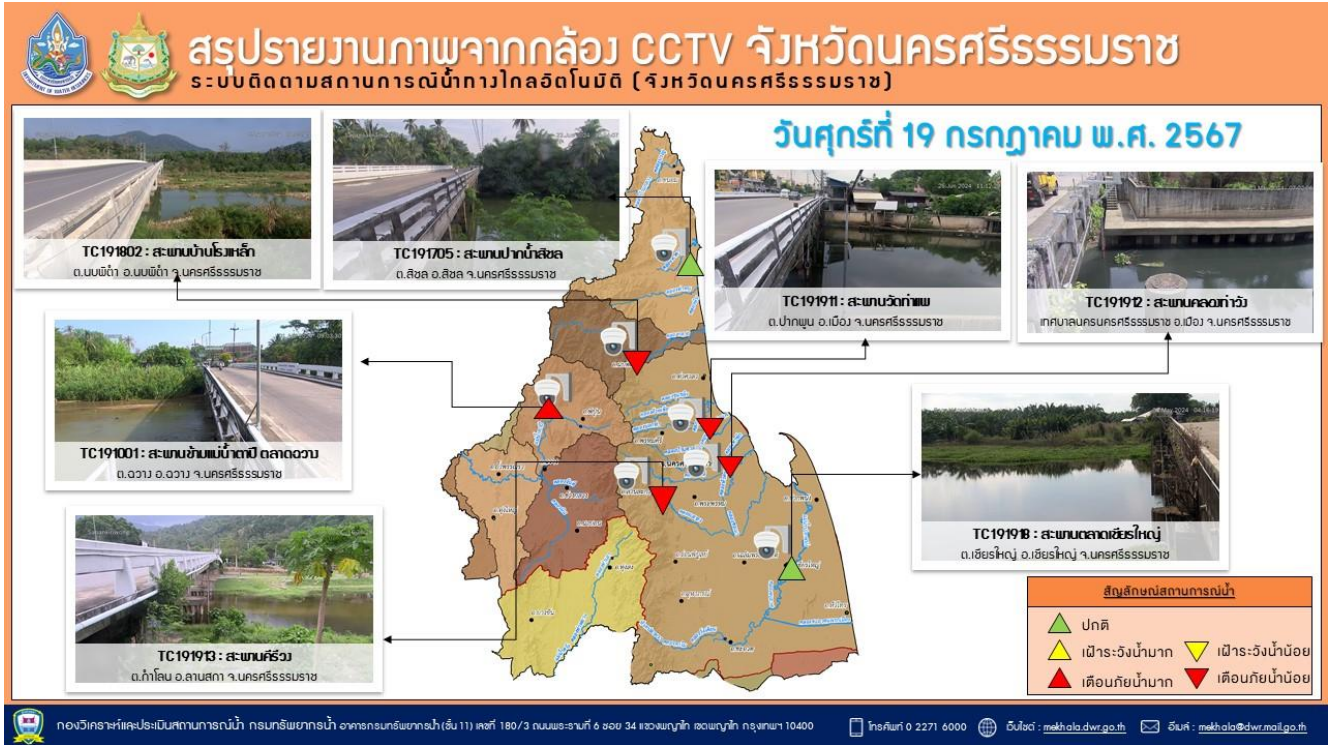 สรุปรายงานภาพจากกล้อง CCTV จังหวัดนครศรีธรรมราช
ระบบติดตามสถานการณ์น้ำทางไกลอัตโนมัติ (จังหวัดนครศรีธรรมราช)
วันศุกร์ที่ 19 กรกฎาคม พ.ศ. 2567
TC191802 : สะพานบ้านโรงเหล็ก
ต.นบพิตำ อ.นบพิตำ จ.นครศรีธรรมราช
TC191705 : สะพานปากน้ำสิชล
ต.สิชล อ.สิชล จ.นครศรีธรรมราช
TC191911 : สะพานวัดท่าแพ
ต.ปากพูน อ.เมือง จ.นครศรีธรรมราช
TC191912 : สะพานคลองท่าวัง
เทศบาลนครนครศรีธรรมราช อ.เมือง จ.นครศรีธรรมราช
TC191001 : สะพานข้ามแม่น้ำตาปี ตลาดฉวาง
ต.ฉวาง อ.ฉวาง จ.นครศรีธรรมราช
TC191918 : สะพานตลาดเชียรใหญ่
ต.เชียรใหญ่ อ.เชียรใหญ่ จ.นครศรีธรรมราช
TC191913 : สะพานคีรีวง
ต.กำโลน อ.ลานสกา จ.นครศรีธรรมราช
สัญลักษณ์สถานการณ์น้ำ
ปกติ
เฝ้าระวังน้ำมาก เฝ้าระวังน้ำน้อย
เตือนภัยน้ำมาก เตือนภัยน้ำน้อย
กองวิเคราะห์และประเมินสถานการณ์น้ำ กรมทรัพยากรน้ำ อาคารกรมทรัพยากรน้ำ (ชั้น 11) เลขที่ 180/3 ถนนพระรามที่ 6 ซอย 34 แขวงพญาไท เขตพญาไท กรุงเทพฯ 10400 โทรศัพท์ 0 2271 6000 เว็บไซต์ : mekhala.dwr.go.th อีเมล์ : mekhala@dwr.mail.go.th